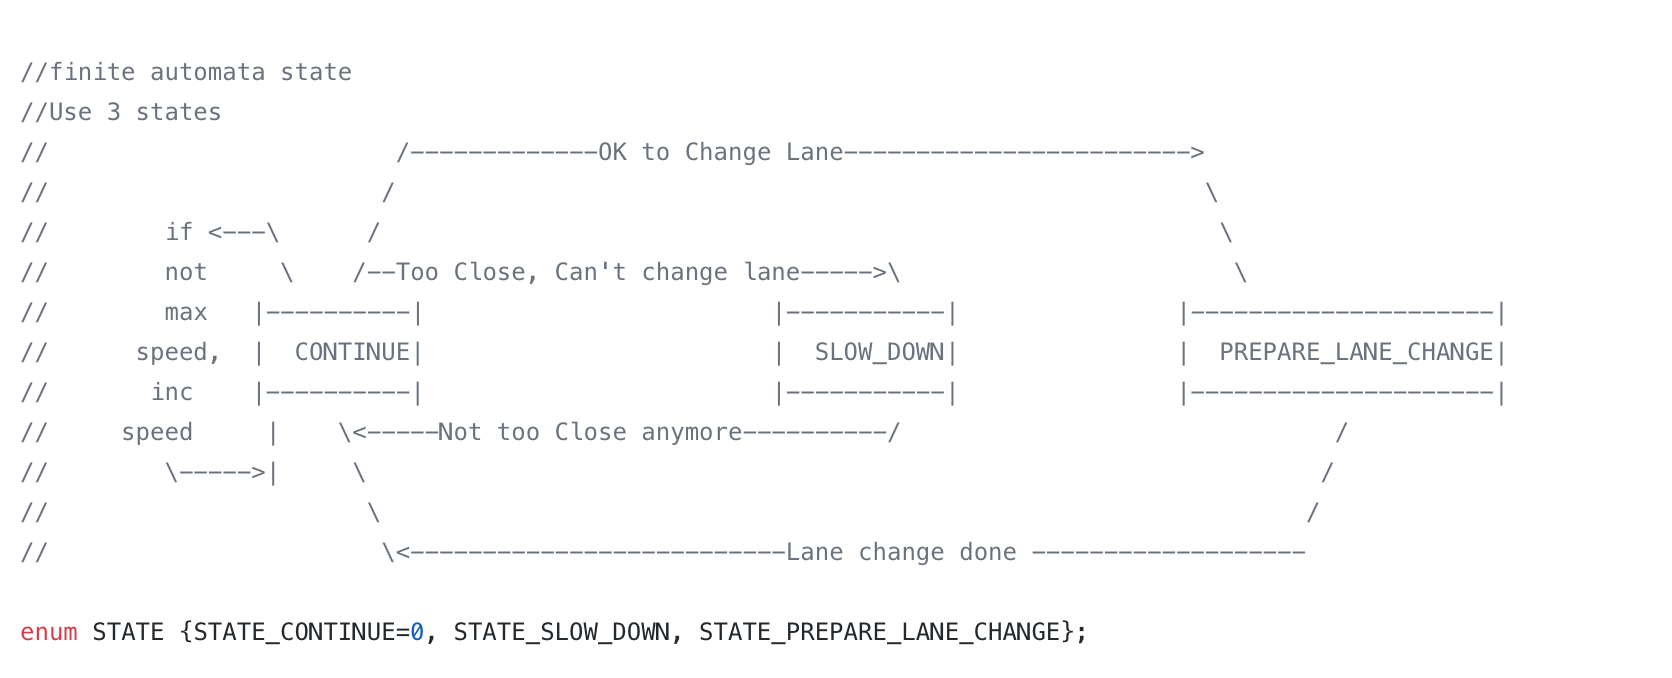 //finite automata state
//Use 3 states
//                        /-------------OK to Change Lane------------------------>
//                       /                                                        \
//        if <---\      /                                                          \
//        not     \    /--Too Close, Can't change lane----->\                       \
//        max   |----------|                        |-----------|               |---------------------|
//      speed,  |  CONTINUE|                        |  SLOW_DOWN|               |  PREPARE_LANE_CHANGE|
//       inc    |----------|                        |-----------|               |---------------------|
//     speed     |    \<-----Not too Close anymore----------/                              /
//        \----->|     \                                                                  /
//                      \                                                                /
//                       \<--------------------------Lane change done -------------------

enum STATE {STATE_CONTINUE=0, STATE_SLOW_DOWN, STATE_PREPARE_LANE_CHANGE};